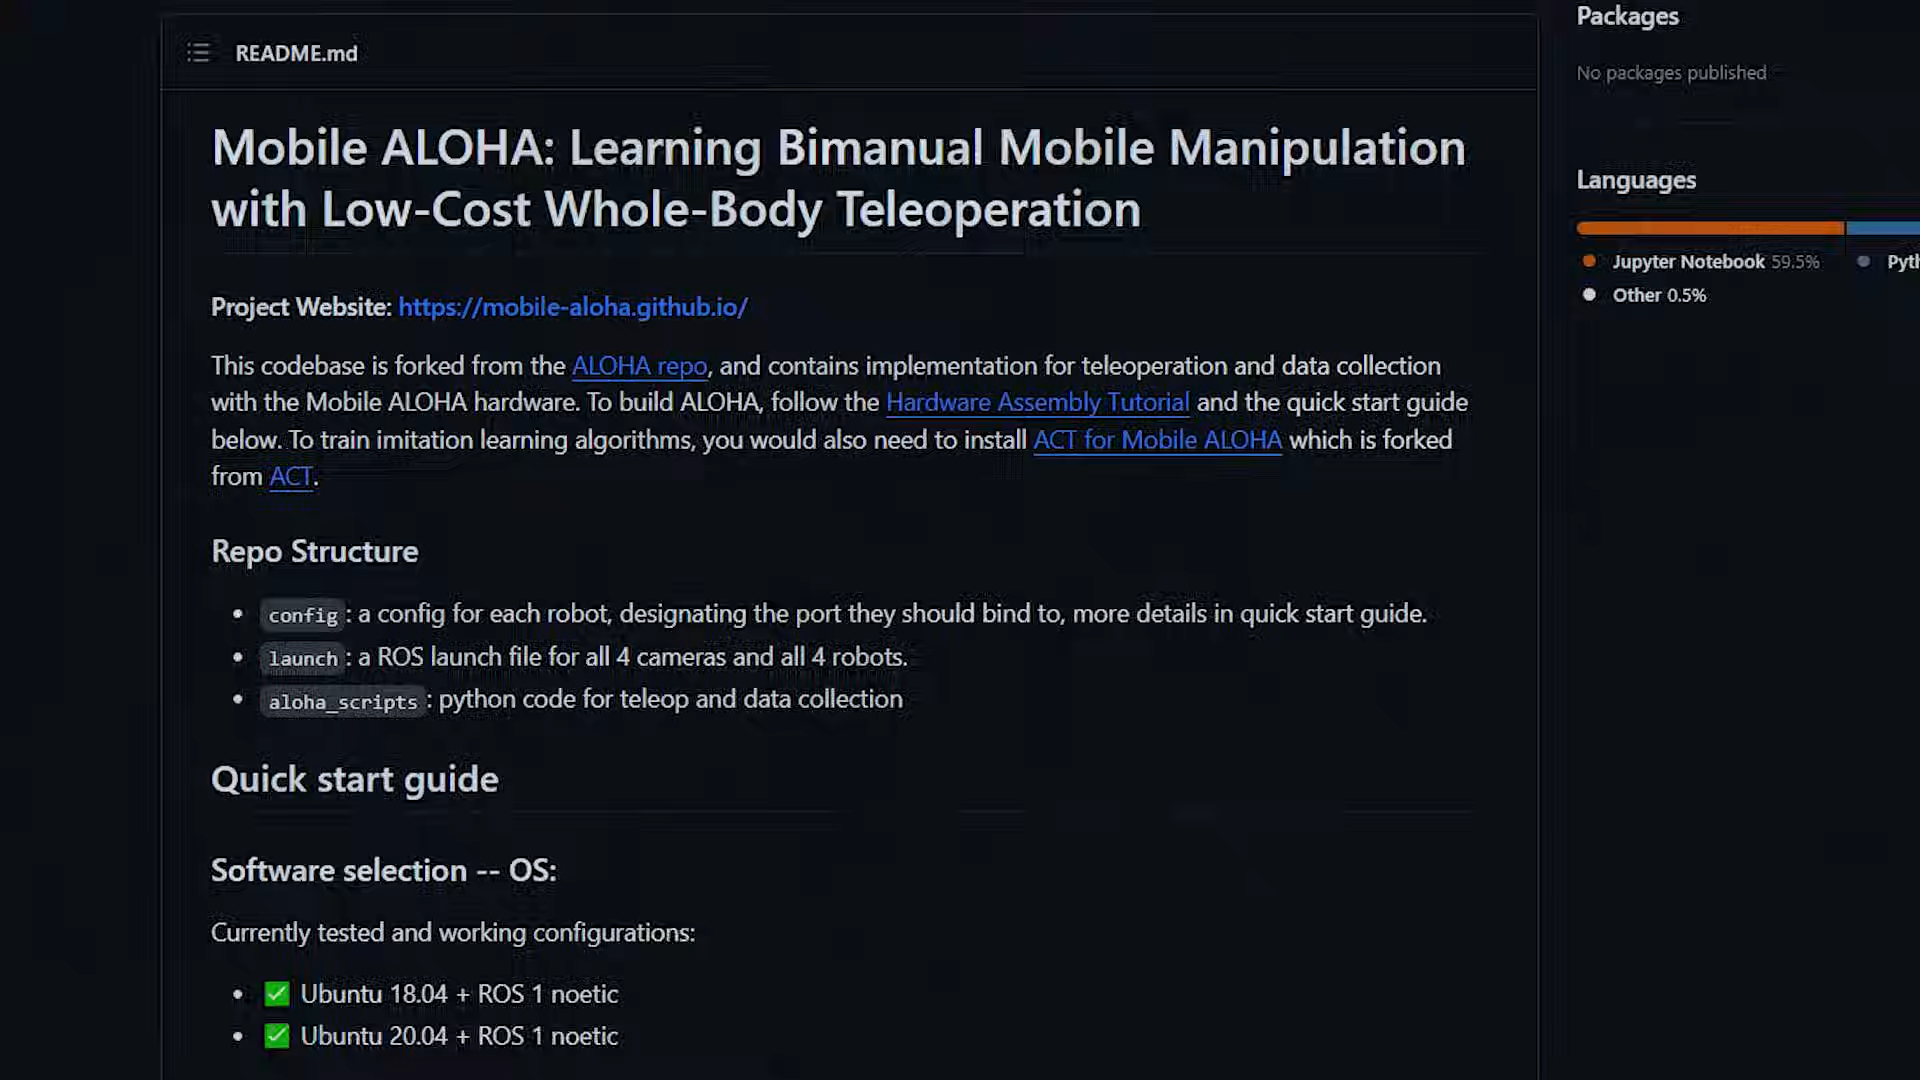 README.md
Mobile ALOHA: Learning Bimanual Mobile Manipulation
with Low-Cost Whole-Body Teleoperation
Project Website: https://mobile-aloha.github.io/
This codebase is forked from the ALOHA repo, and contains implementation for teleoperation and data collection
with the Mobile ALOHA hardware. To build ALOHA, follow the Hardware Assembly Tutorial and the quick start guide
below. To train imitation learning algorithms, you would also need to install ACT for Mobile ALOHA which is forked
from ACT.
Repo Structure
config : a config for each robot, designating the port they should bind to, more details in quick start guide.
launch : a ROS launch file for all 4 cameras and all 4 robots.
aloha_scripts : python code for teleop and data collection
Quick start guide
Software selection -- OS:
Currently tested and working configurations:
✅ Ubuntu 18.04 + ROS 1 noetic
✅ Ubuntu 20.04 + ROS 1 noetic
Packages
No packages published
Languages
Jupyter Notebook 59.5% Pyth
Other 0.5%